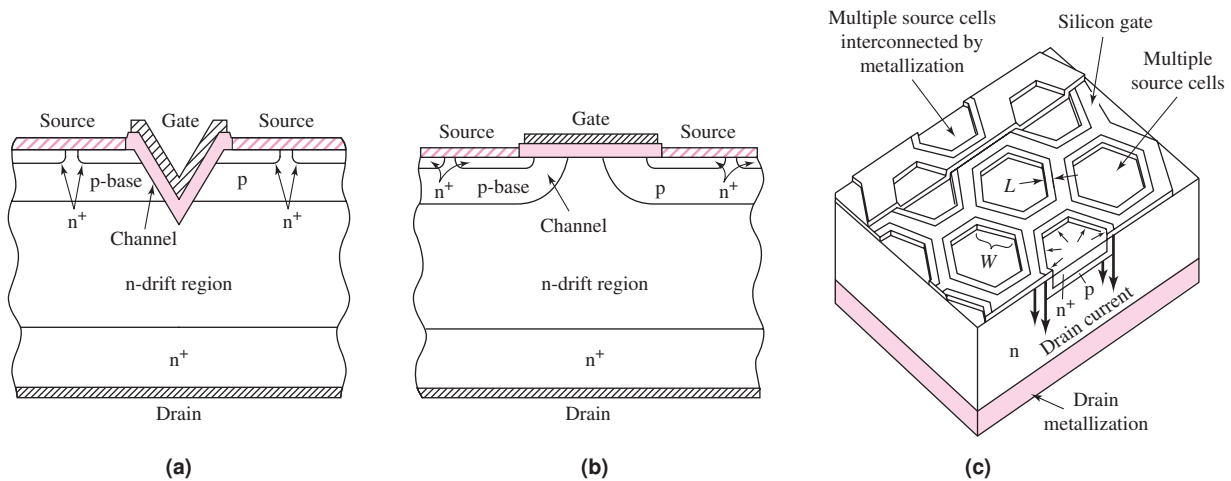 Source
Gate
Source
p-base
p
n+
n+
Channel
n-drift region
n+
Drain
(a)
Source
Gate
Source
n+
p-base
p
n+
Channel
n-drift region
n+
Drain
(b)
Multiple source cells
interconnected by
metallization
Silicon gate
Multiple
source cells
L
W
p
n+
n
Drain current
Drain
metallization
(c)